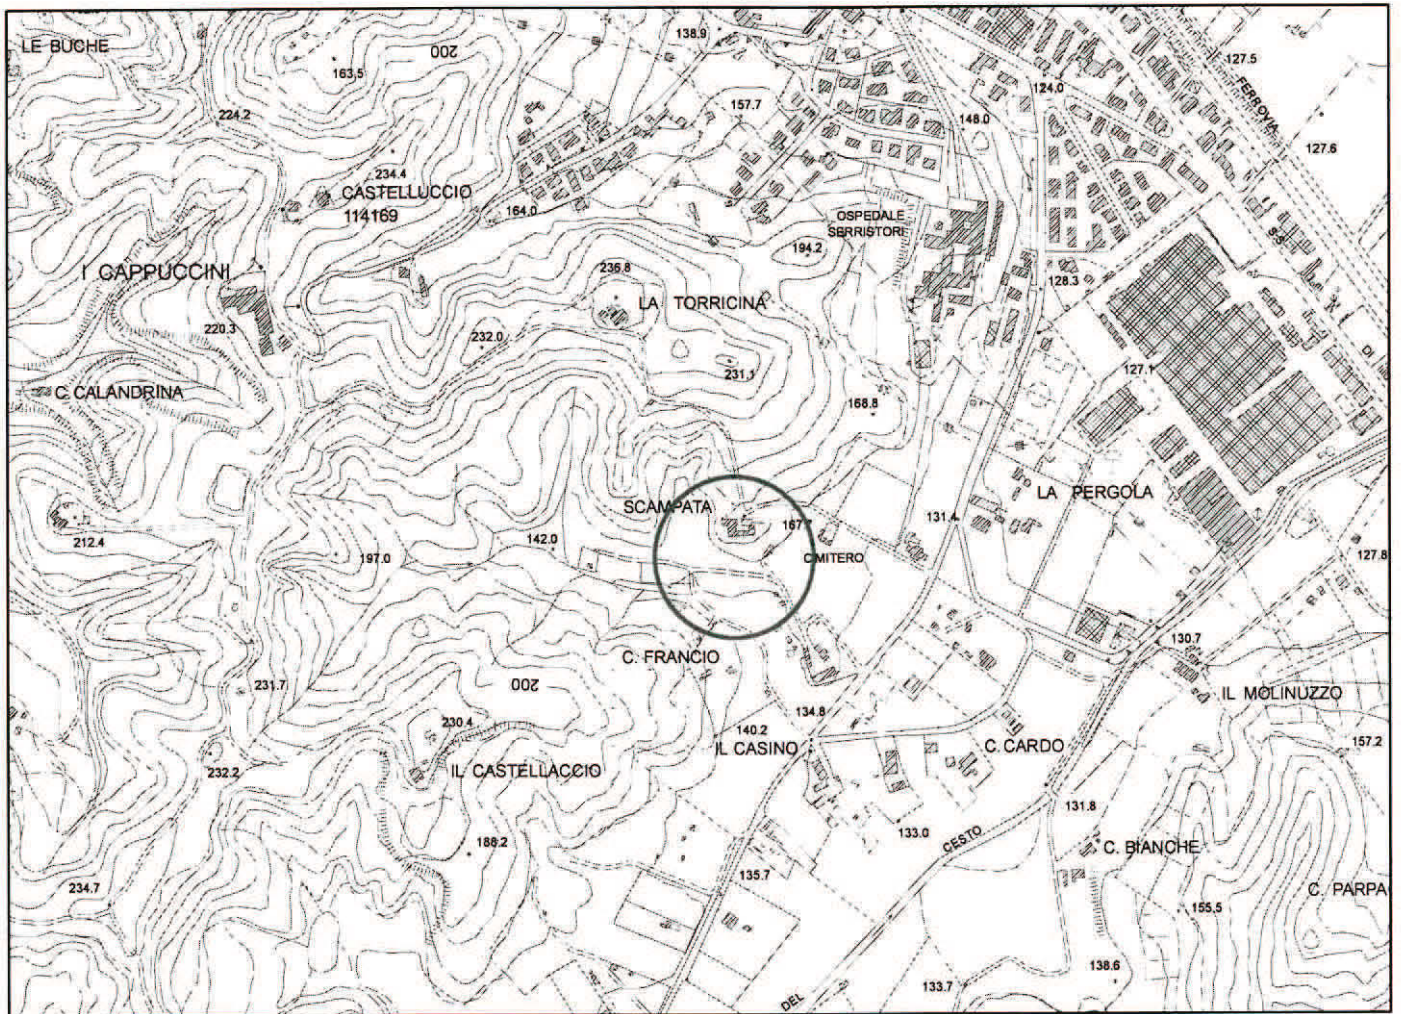 LE BUCHE
200
138.9
127.5
163.5
124.0
FERROVIA
157.7
224.2
148.0
127.6
234.4
CASTELLUCCIO
114169
164.0
OSPEDALE
SERRISTORI
S.S
194.2
I CAPPUCCINI
236.8
128.3
LA TORRICINA
220.3
232.0
DI
127.1
231.1
C. CALANDRINA
168.8
LA PERGOLA
SCAMPATA
131.4
212.4
142.0
197.0
CIMITERO
127.8
130.7
C. FRANCIO
231.7
200
IL MOLINUZZO
134.8
230.4
140.2
IL CASINO
C. CARDO
157.2
232.2
IL CASTELLACCIO
131.8
133.0
CESTO
188.2
C. BIANCHE
135.7
234.7
C. PARPA
155.5
138.6
133.7
DEL